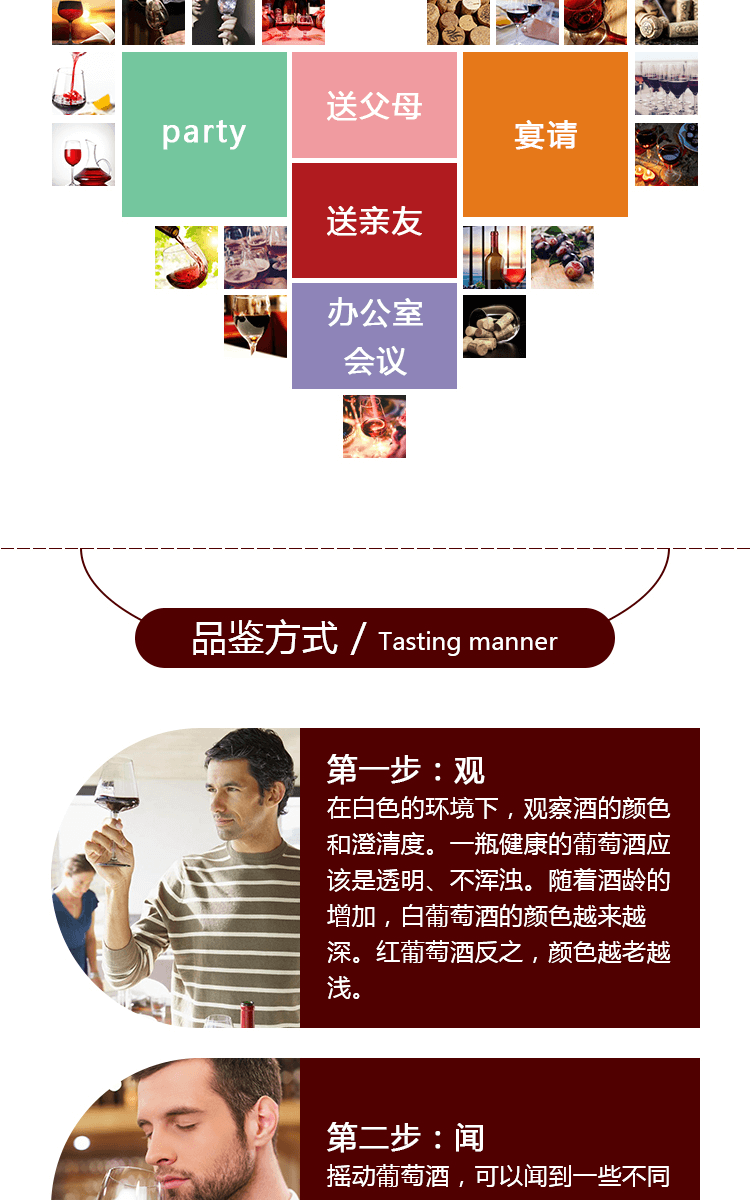 party
送父母
宴请
送亲友
办公室
会议
品鉴方式 / Tasting manner
第一步：观
在白色的环境下，观察酒的颜色
和澄清度。一瓶健康的葡萄酒应
该是透明、不浑浊。随着酒龄的
增加，白葡萄酒的颜色越来越
深。红葡萄酒反之，颜色越老越
浅。
第二步：闻
摇动葡萄酒，可以闻到一些不同